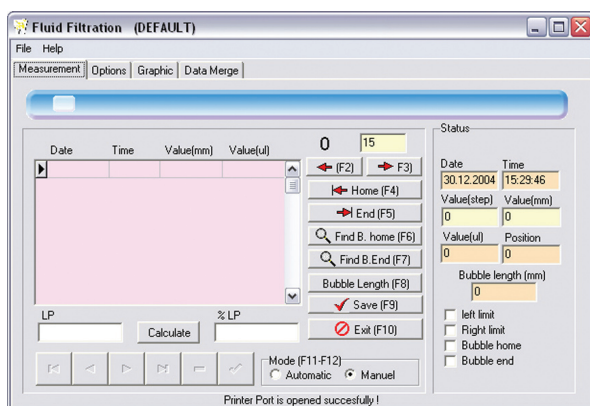 Fluid Filtration (DEFAULT)
File Help
Measurement Options Graphic Data Merge
Date Time Value(mm) Value(ul)
0 15
(F2) F3)
Home (F4)
End (F5)
Find B. home (F6)
Find B.End (F7)
Bubble Length (F8)
Save (F9)
Exit (F10)
LP % LP
Calculate
Mode (F11-F12)
Automatic Manuel
Status
Date Time
30.12.2004 15:29:46
Value(step) Value(mm)
0 0
Value(ul) Position
0 0
Bubble length (mm)
0
left limit
Right limit
Bubble home
Bubble end
Printer Port is opened succesfully !